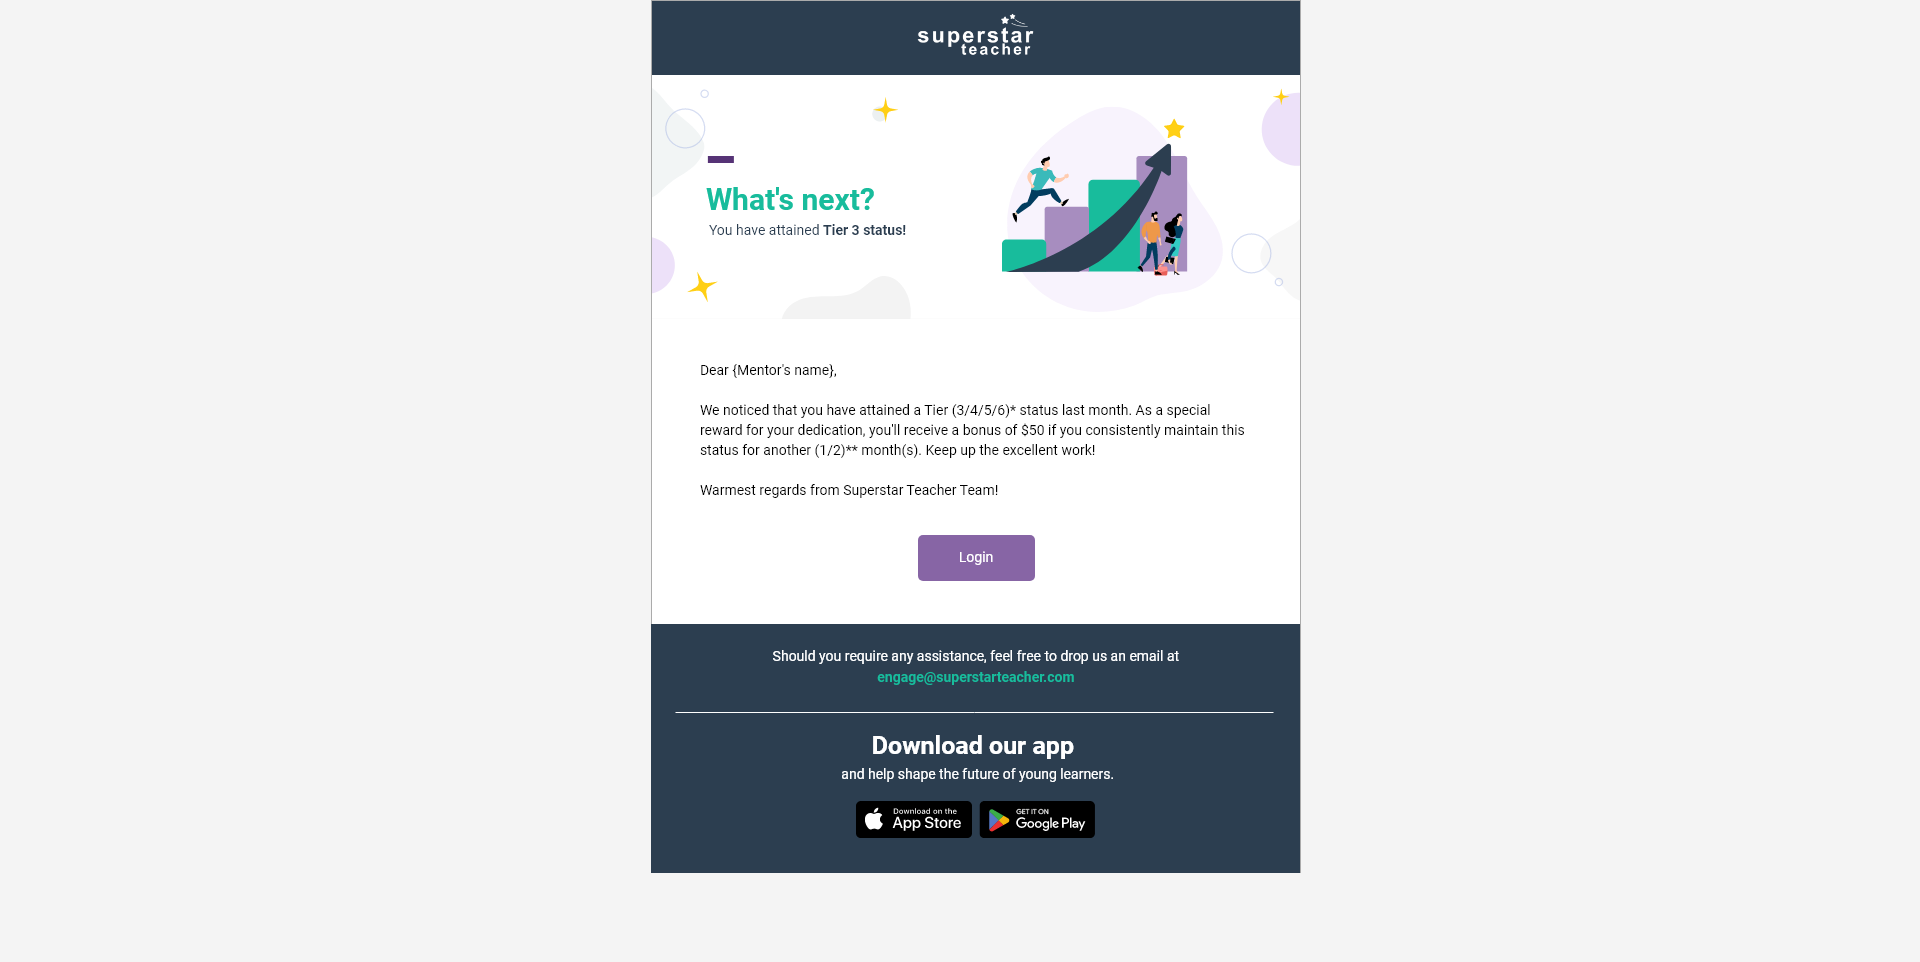 superstar
teacher
What's next?
You have attained Tier 3 status!
Dear {Mentor's name},
We noticed that you have attained a Tier (3/4/5/6)* status last month. As a special
reward for your dedication, you'll receive a bonus of $50 if you consistently maintain this
status for another (1/2)** month(s). Keep up the excellent work!
Warmest regards from Superstar Teacher Team!
Login
Should you require any assistance, feel free to drop us an email at
engage@superstarteacher.com
Download our app
and help shape the future of young learners.
Download on the
App Store
GET IT ON
Google Play